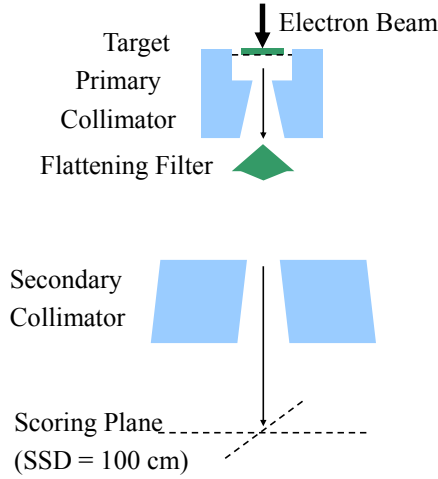 Electron Beam
Target
Primary
Collimator
Flattening Filter
Secondary
Collimator
Scoring Plane
(SSD = 100 cm)